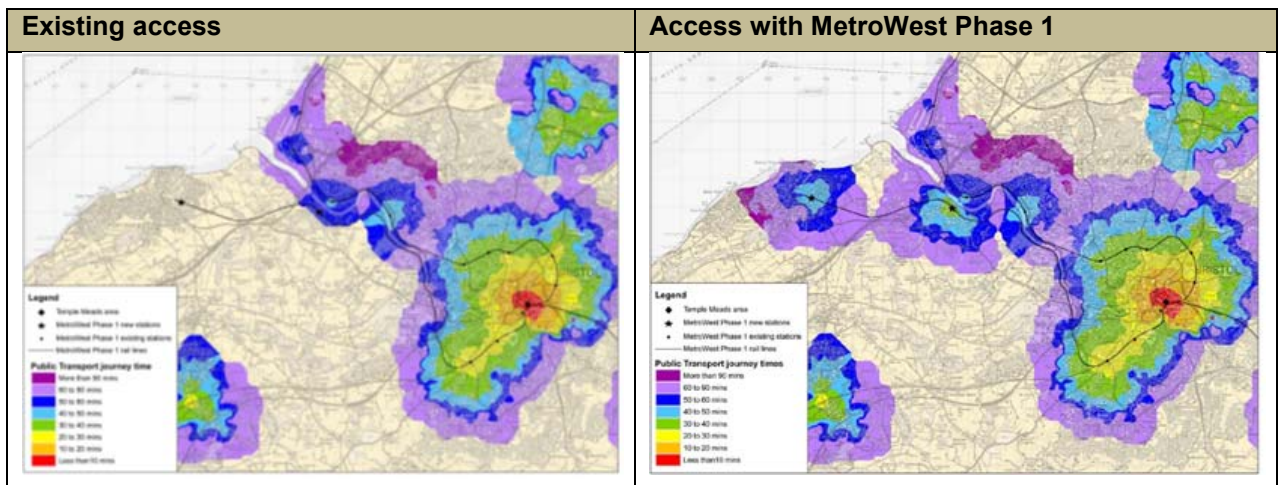 Existing access
Access with MetroWest Phase 1
Legend
Temple Meads area
MetroWest Phase 1 new stations
MetroWest Phase 1 existing stations
MetroWest Phase 1 rail lines
Public Transport journey time
More than 90 mins
60 to 90 mins
50 to 60 mins
40 to 50 mins
30 to 40 mins
20 to 30 mins
10 to 20 mins
Less than10 mins
Legend
Temple Meads area
MetroWest Phase 1 new stations
MetroWest Phase 1 existing stations
MetroWest Phase 1 rail lines
Public Transport journey times
More than 90 mins
60 to 90 mins
50 to 60 mins
40 to 50 mins
30 to 40 mins
20 to 30 mins
10 to 20 mins
Less than10 mins